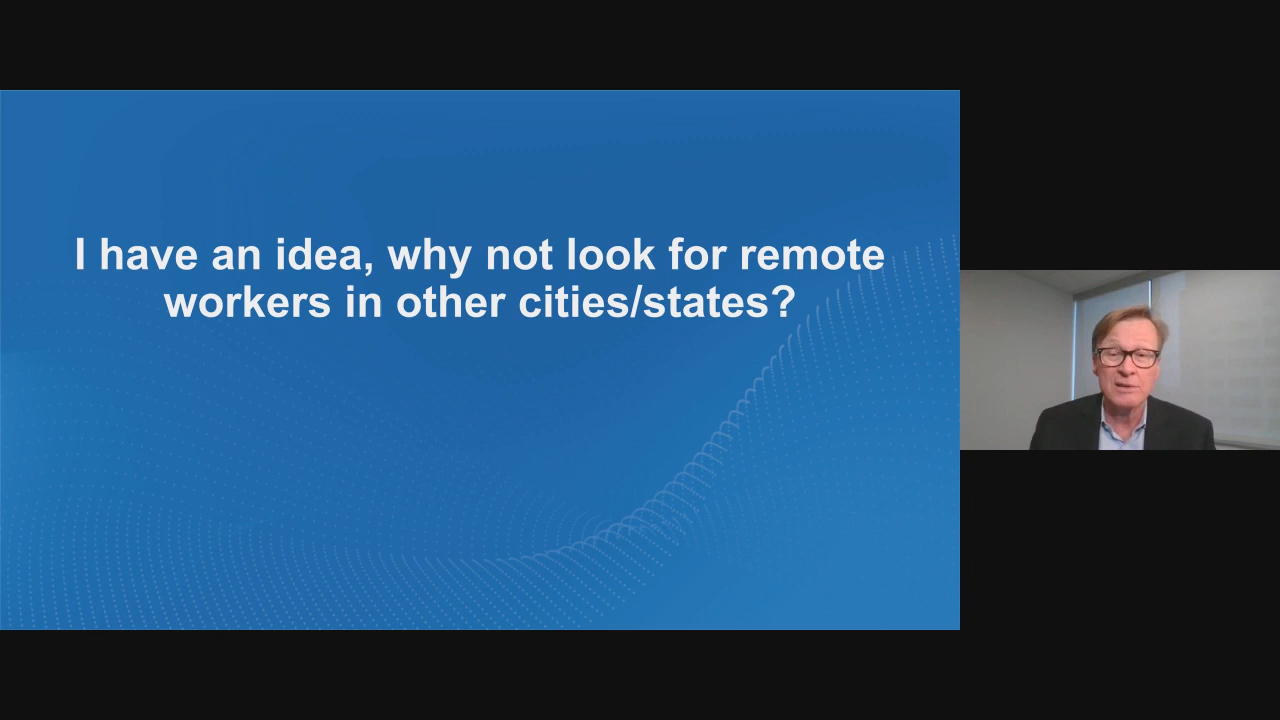 I have an idea, why not look for remote
workers in other cities/states?